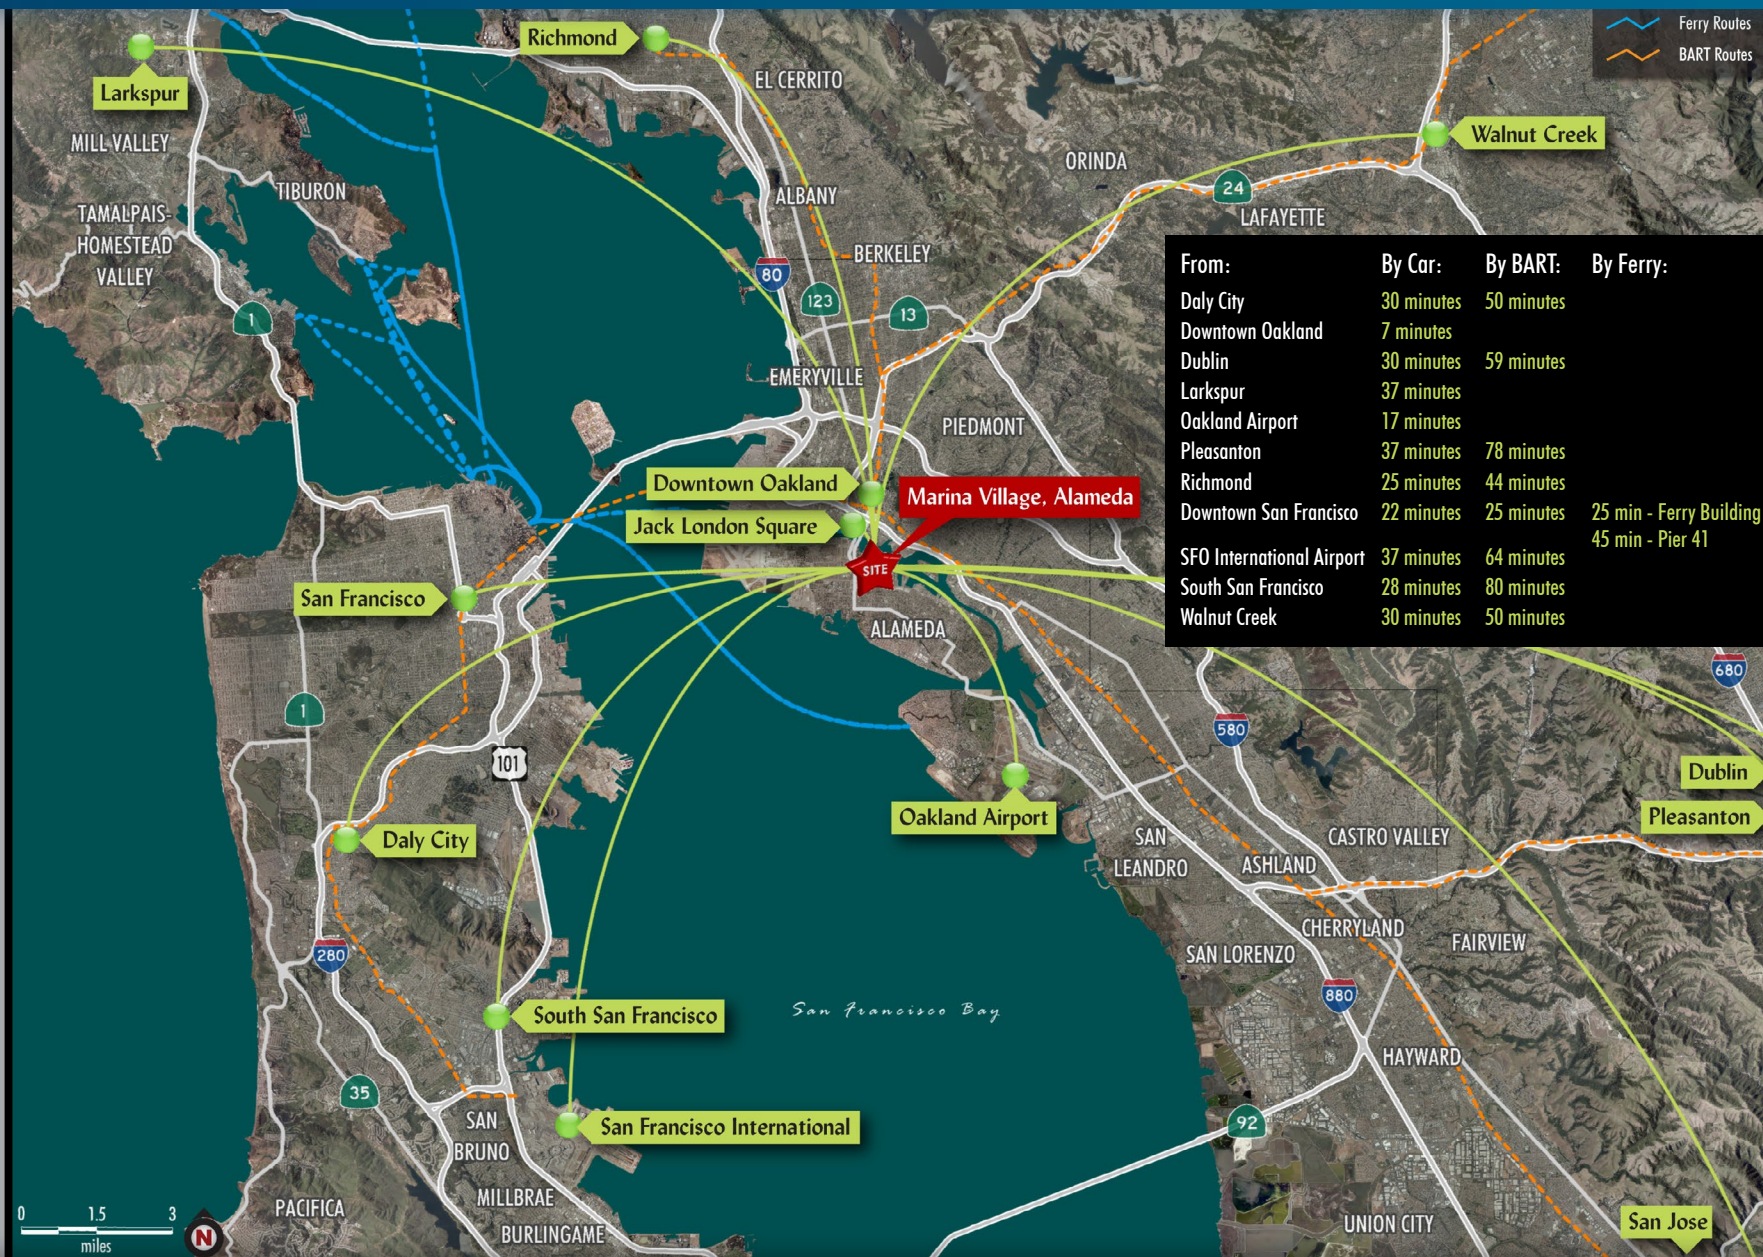 Ferry Routes
BART Routes
Richmond
Larkspur
EL CERRITO
MILL VALLEY
Walnut Creek
ORINDA
TIBURON
ALBANY
24
LAFAYETTE
TAMALPAIS-
HOMESTEAD
VALLEY
BERKELEY
80
123
13
1
From: By Car: By BART: By Ferry:
Daly City 30 minutes 50 minutes
Downtown Oakland 7 minutes
Dublin 30 minutes 59 minutes
Larkspur 37 minutes
Oakland Airport 17 minutes
Pleasanton 37 minutes 78 minutes
Richmond 25 minutes 44 minutes
Downtown San Francisco 22 minutes 25 minutes 25 min - Ferry Building
45 min - Pier 41
SFO International Airport 37 minutes 64 minutes
South San Francisco 28 minutes 80 minutes
Walnut Creek 30 minutes 50 minutes
EMERYVILLE
PIEDMONT
Downtown Oakland
Marina Village, Alameda
Jack London Square
SITE
San Francisco
ALAMEDA
680
1
580
101
Dublin
Oakland Airport
Pleasanton
Daly City
SAN
LEANDRO
CASTRO VALLEY
ASHLAND
CHERRYLAND
FAIRVIEW
SAN LORENZO
280
880
South San Francisco
San Francisco Bay
HAYWARD
35
SAN
BRUNO
San Francisco International
92
MILLBRAE
PACIFICA
BURLINGAME
UNION CITY
San Jose
0 1.5 3
miles
N